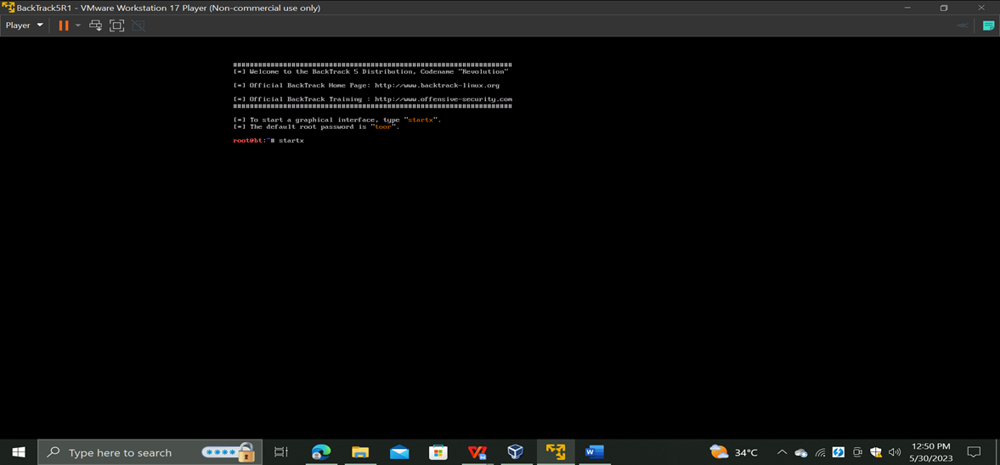 BackTrack5R1 - VMware Workstation 17 Player (Non-commercial use only)
Player
##################################################################
[*] Welcome to the BackTrack 5 Distribution, Codename "Revolution"
[*] Official BackTrack Home Page: http://www.backtrack-linux.org
[*] Official BackTrack Training : http://www.offensive-security.com
##################################################################
[*] To start a graphical interface, type "startx".
[*] The default root password is "toor".
root@bt:~# startx
Type here to search
34°C
12:50 PM
5/30/2023